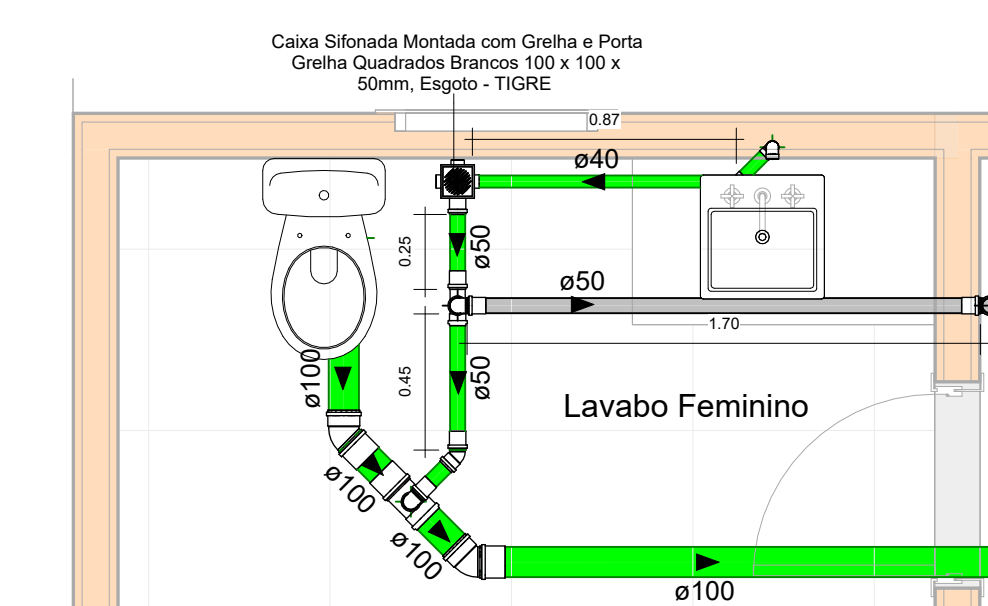 Caixa Sifonada Montada com Grelha e Porta
Grelha Quadrados Brancos 100 x 100 x
50mm, Esgoto - TIGRE
0.87
ø40
0.25
ø50
ø50
1.70
ø100
0.45
ø50
Lavabo Feminino
ø100
ø100
ø100